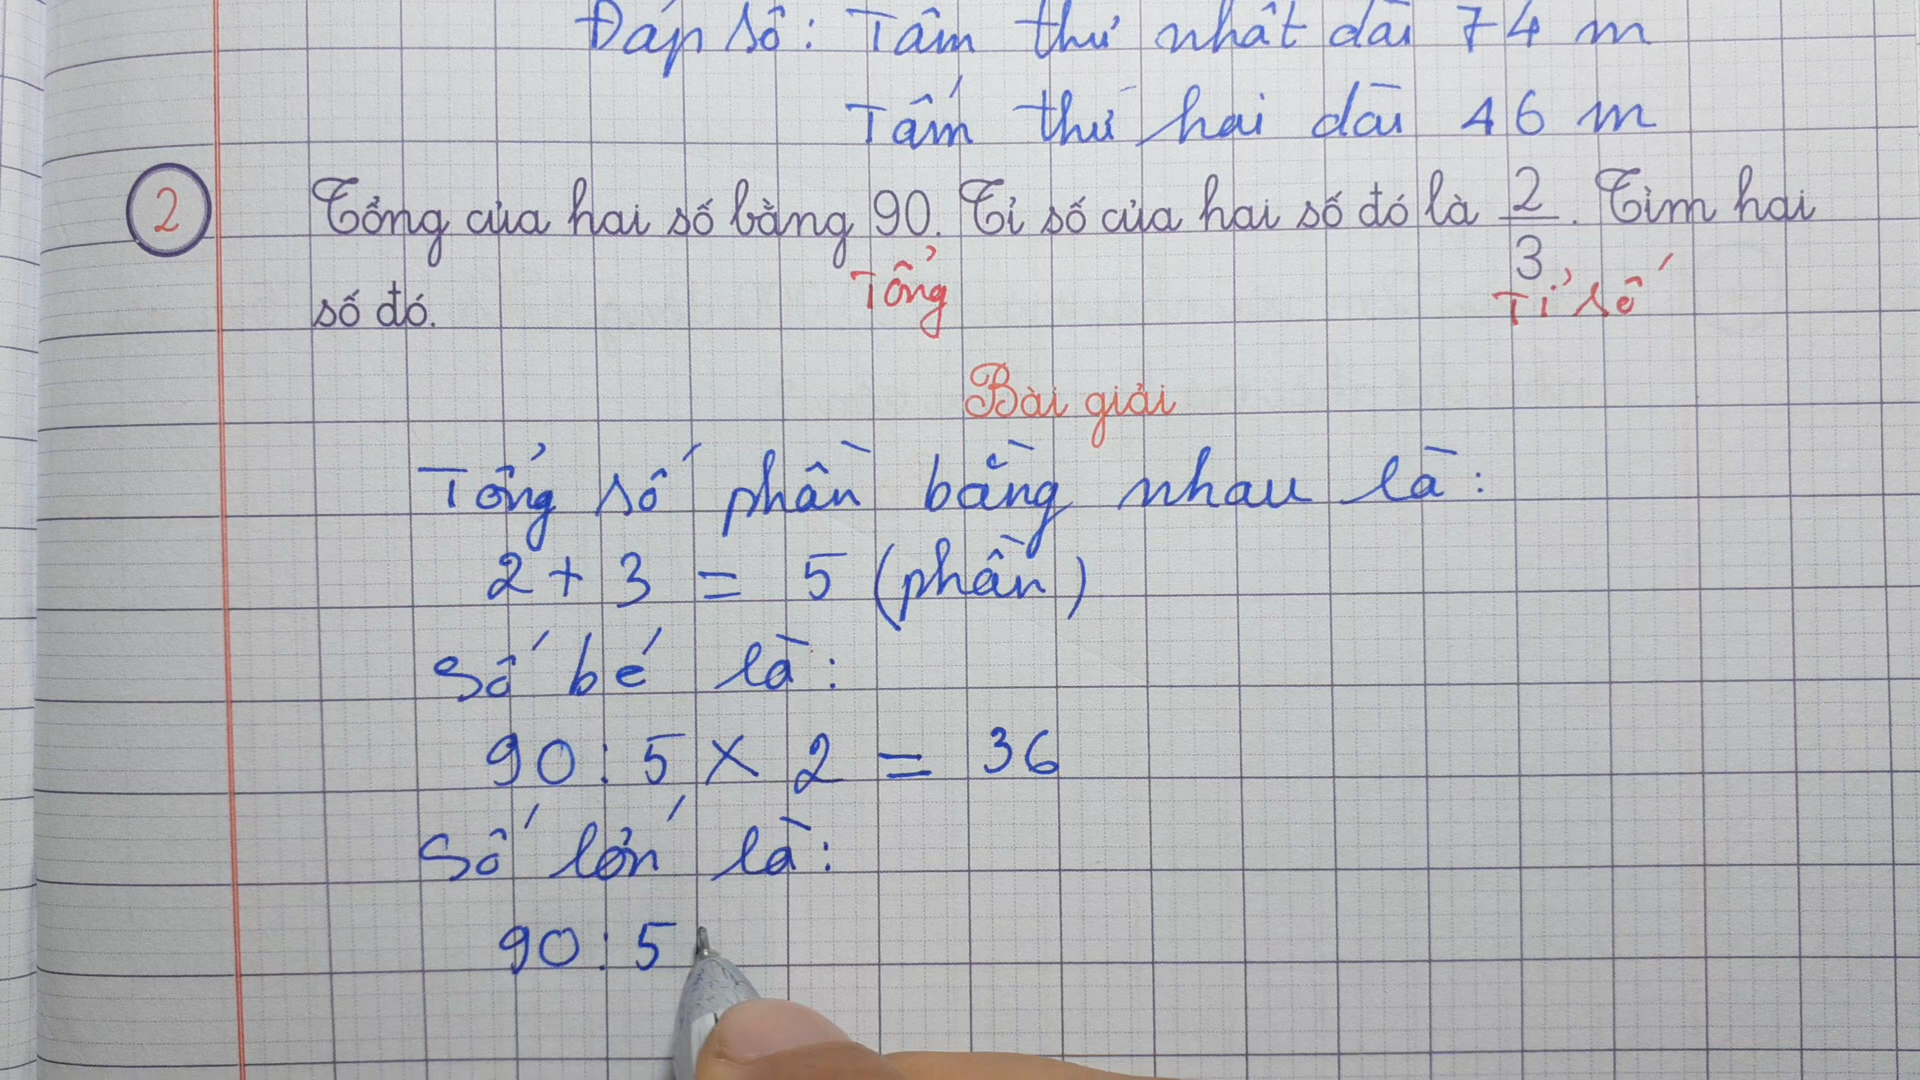 Đáp số: Tấm thứ nhất dài 74 m
Tấm thứ hai dài 46 m
2 Tổng của hai số bằng 90. Tỉ số của hai số đó là 2/3. Tìm hai
số đó.
Tổng Tỉ số
Bài giải
Tổng số phần bằng nhau là:
2 + 3 = 5 (phần)
Số bé là:
90 : 5 × 2 = 36
Số lớn là:
90 : 5